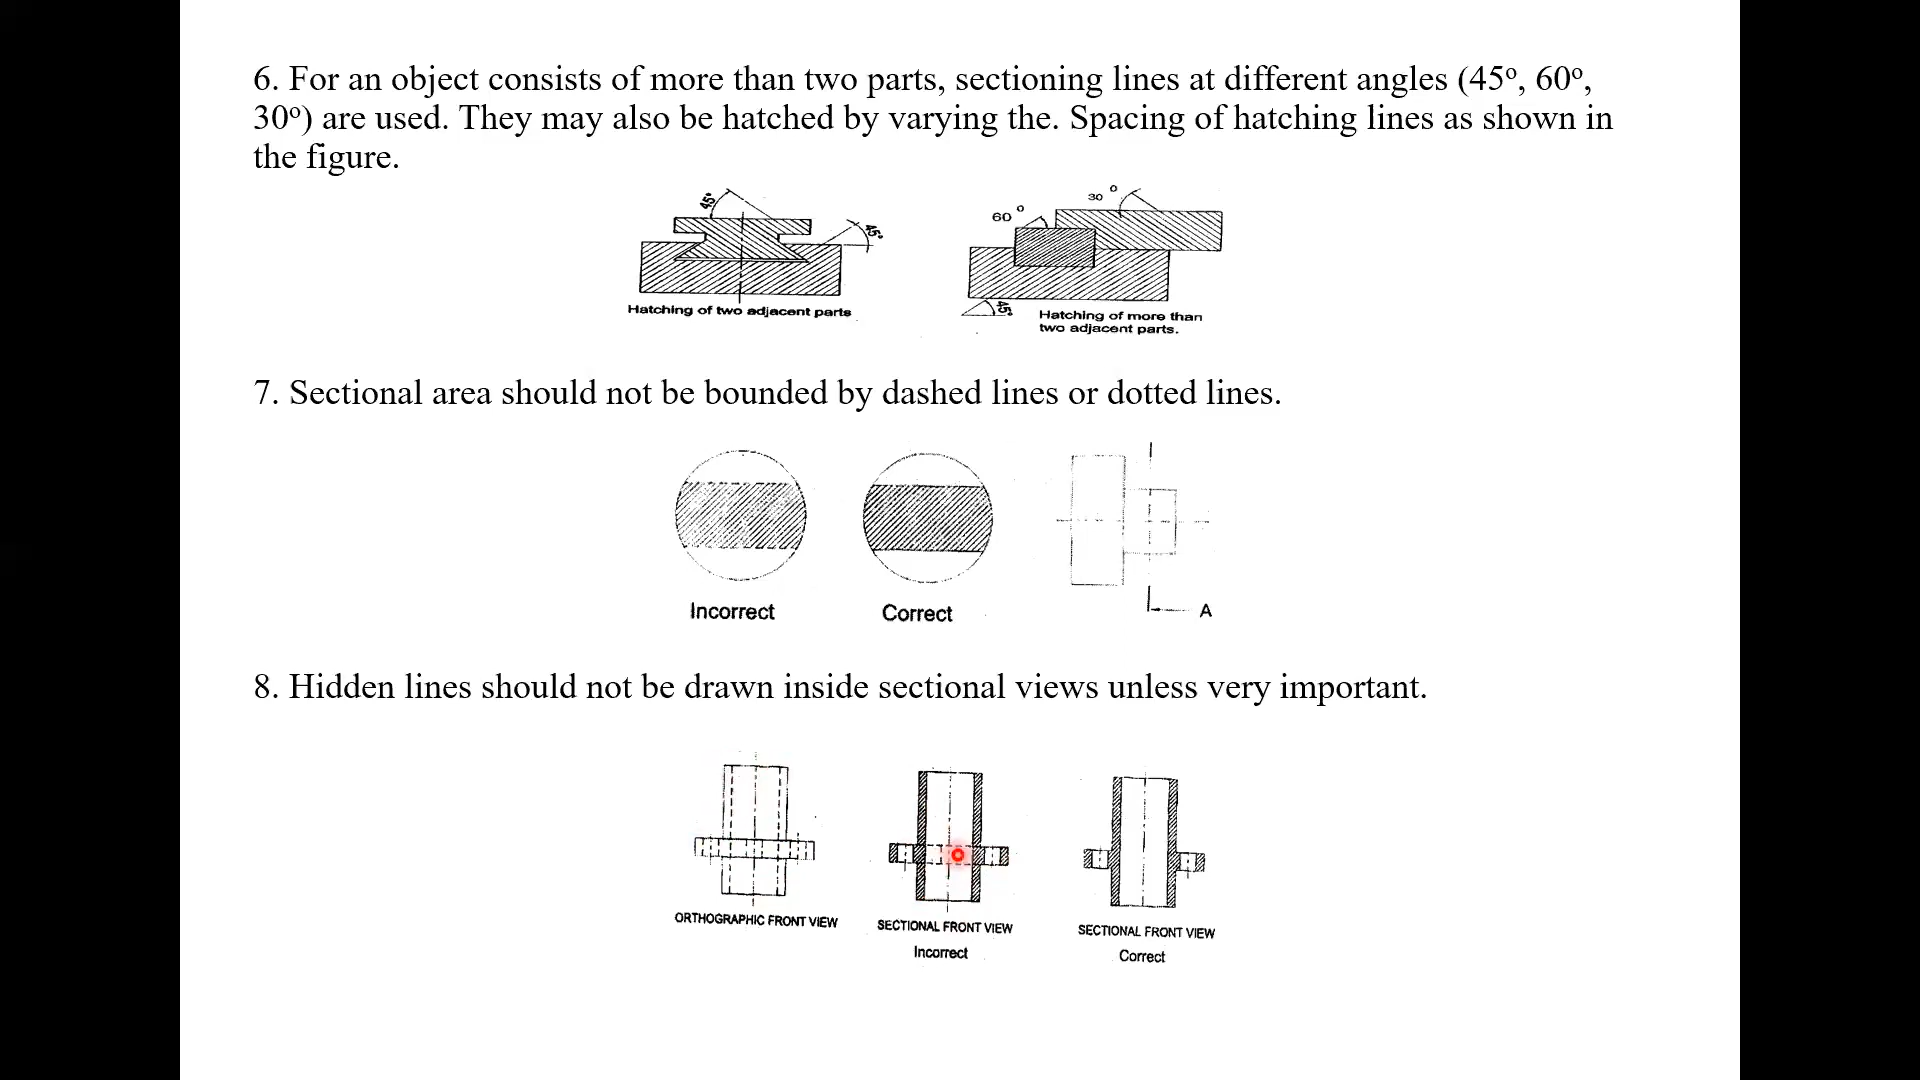 6. For an object consists of more than two parts, sectioning lines at different angles (45º, 60º,
30º) are used. They may also be hatched by varying the. Spacing of hatching lines as shown in
the figure.
45°
45°
Hatching of two adjacent parts
60 o
30 o
45°
Hatching of more than
two adjacent parts.
7. Sectional area should not be bounded by dashed lines or dotted lines.
Incorrect
Correct
A
8. Hidden lines should not be drawn inside sectional views unless very important.
ORTHOGRAPHIC FRONT VIEW
SECTIONAL FRONT VIEW
Incorrect
SECTIONAL FRONT VIEW
Correct